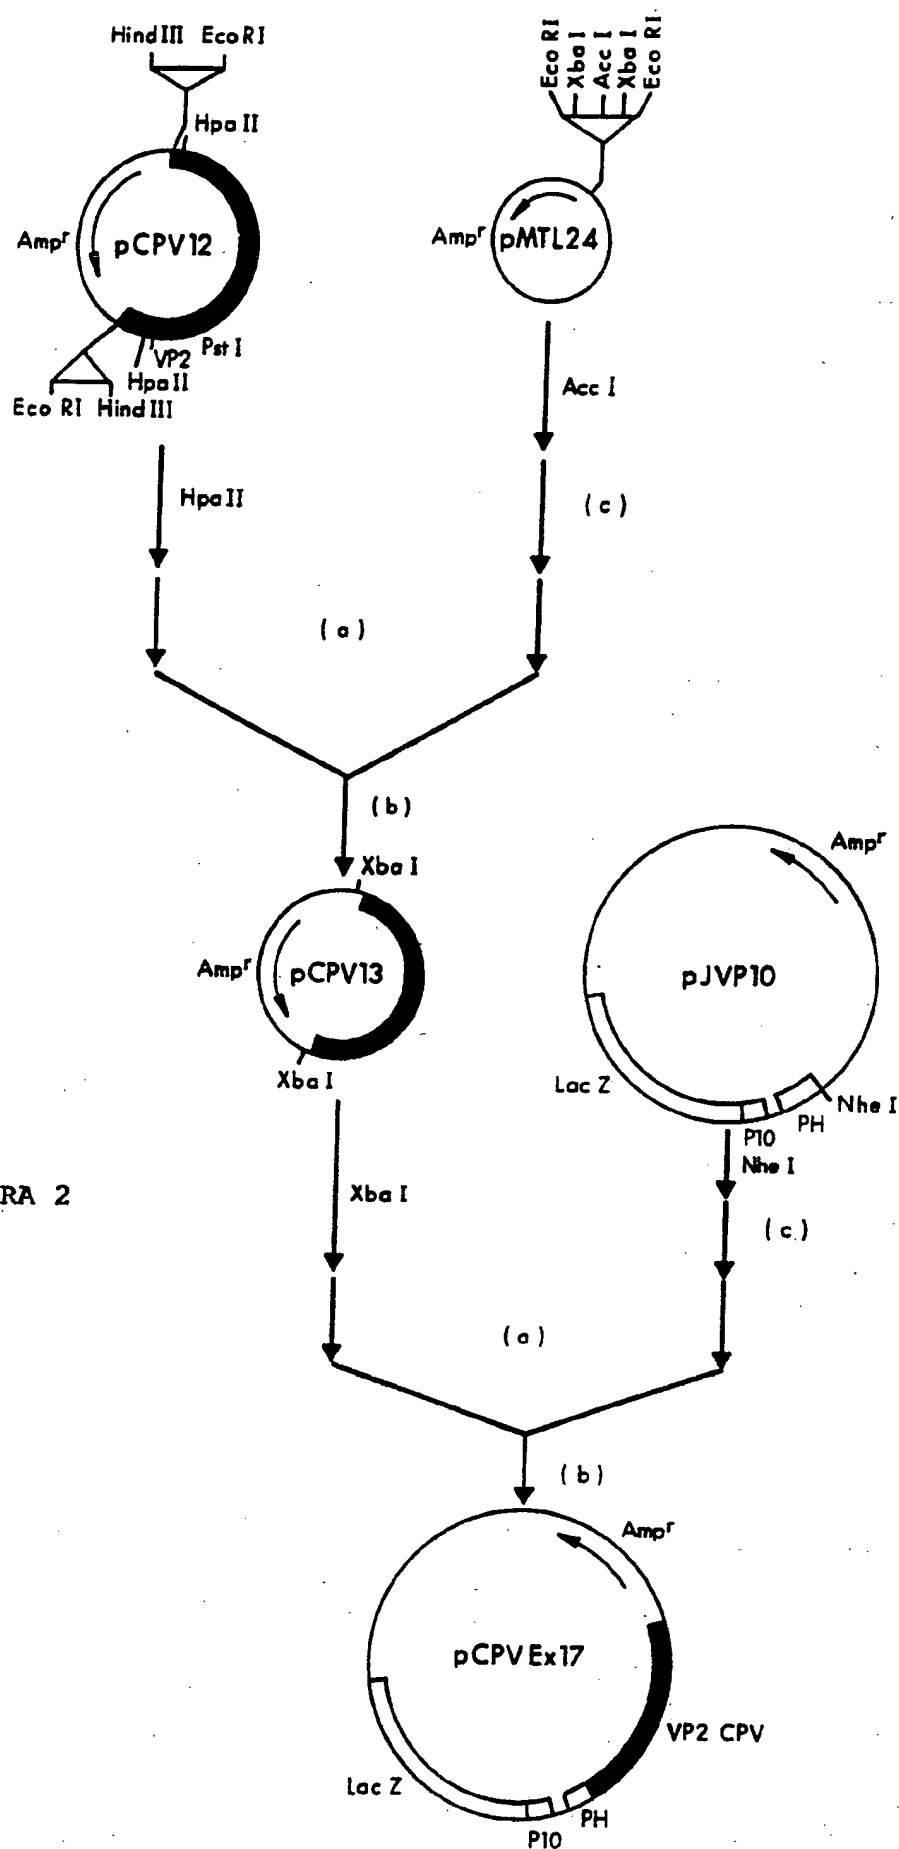 Hind III Eco RI
Hpa II
Amp^r
pCPV12
Pst I
VP2
Hpa II
Eco RI Hind III
Eco RI
Xba I
Acc I
Xba I
Eco RI
Amp^r
pMTL24
Acc I
(c)
Hpa II
(a)
(b)
Xba I
Amp^r
pCPV13
Xba I
Amp^r
pJVP10
Lac Z
Nhe I
PH
P10
Nhe I
RA 2
Xba I
(c)
(a)
(b)
Amp^r
pCPVEx17
VP2 CPV
Lac Z
PH
P10